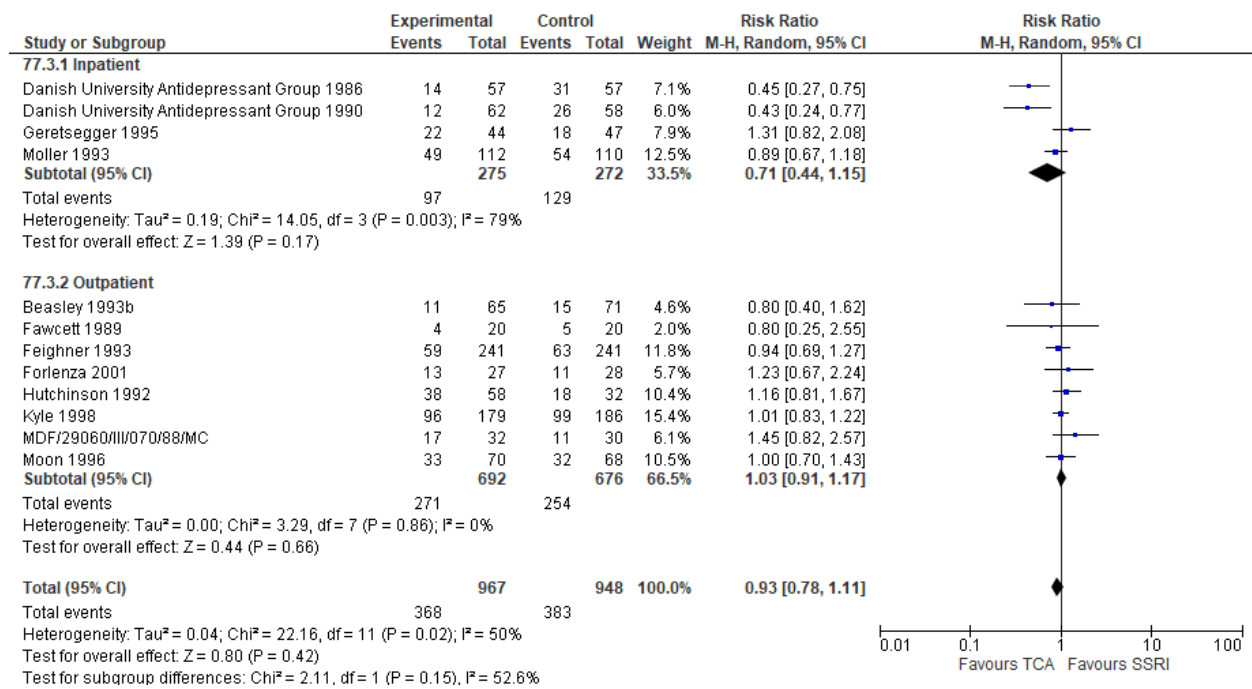 Experimental Control Risk Ratio Risk Ratio
Study or Subgroup Events Total Events Total Weight M-H, Random, 95% CI M-H, Random, 95% CI
77.3.1 Inpatient
Danish University Antidepressant Group 1986 14 57 31 57 7.1% 0.45 [0.27, 0.75]
Danish University Antidepressant Group 1990 12 62 26 58 6.0% 0.43 [0.24, 0.77]
Geretsegger 1995 22 44 18 47 7.9% 1.31 [0.82, 2.08]
Moller 1993 49 112 54 110 12.5% 0.89 [0.67, 1.18]
Subtotal (95% CI) 275 272 33.5% 0.71 [0.44, 1.15]
Total events 97 129
Heterogeneity: Tau² = 0.19; Chi² = 14.05, df = 3 (P = 0.003); I² = 79%
Test for overall effect: Z = 1.39 (P = 0.17)
77.3.2 Outpatient
Beasley 1993b 11 65 15 71 4.6% 0.80 [0.40, 1.62]
Fawcett 1989 4 20 5 20 2.0% 0.80 [0.25, 2.55]
Feighner 1993 59 241 63 241 11.8% 0.94 [0.69, 1.27]
Forlenza 2001 13 27 11 28 5.7% 1.23 [0.67, 2.24]
Hutchinson 1992 38 58 18 32 10.4% 1.16 [0.81, 1.67]
Kyle 1998 96 179 99 186 15.4% 1.01 [0.83, 1.22]
MDF/29060/III/070/88/MC 17 32 11 30 6.1% 1.45 [0.82, 2.57]
Moon 1996 33 70 32 68 10.5% 1.00 [0.70, 1.43]
Subtotal (95% CI) 692 676 66.5% 1.03 [0.91, 1.17]
Total events 271 254
Heterogeneity: Tau² = 0.00; Chi² = 3.29, df = 7 (P = 0.86); I² = 0%
Test for overall effect: Z = 0.44 (P = 0.66)
Total (95% CI) 967 948 100.0% 0.93 [0.78, 1.11]
Total events 368 383
Heterogeneity: Tau² = 0.04; Chi² = 22.16, df = 11 (P = 0.02); I² = 50%
Test for overall effect: Z = 0.80 (P = 0.42)
Test for subgroup differences: Chi² = 2.11, df = 1 (P = 0.15), I² = 52.6%
0.01 0.1 1 10 100
Favours TCA Favours SSRI